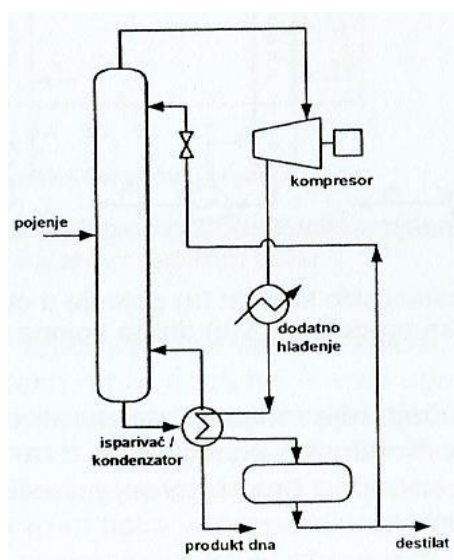 kompresor
pojenje
dodatno
hlađenje
isparivač /
kondenzator
produkt dna
destilat